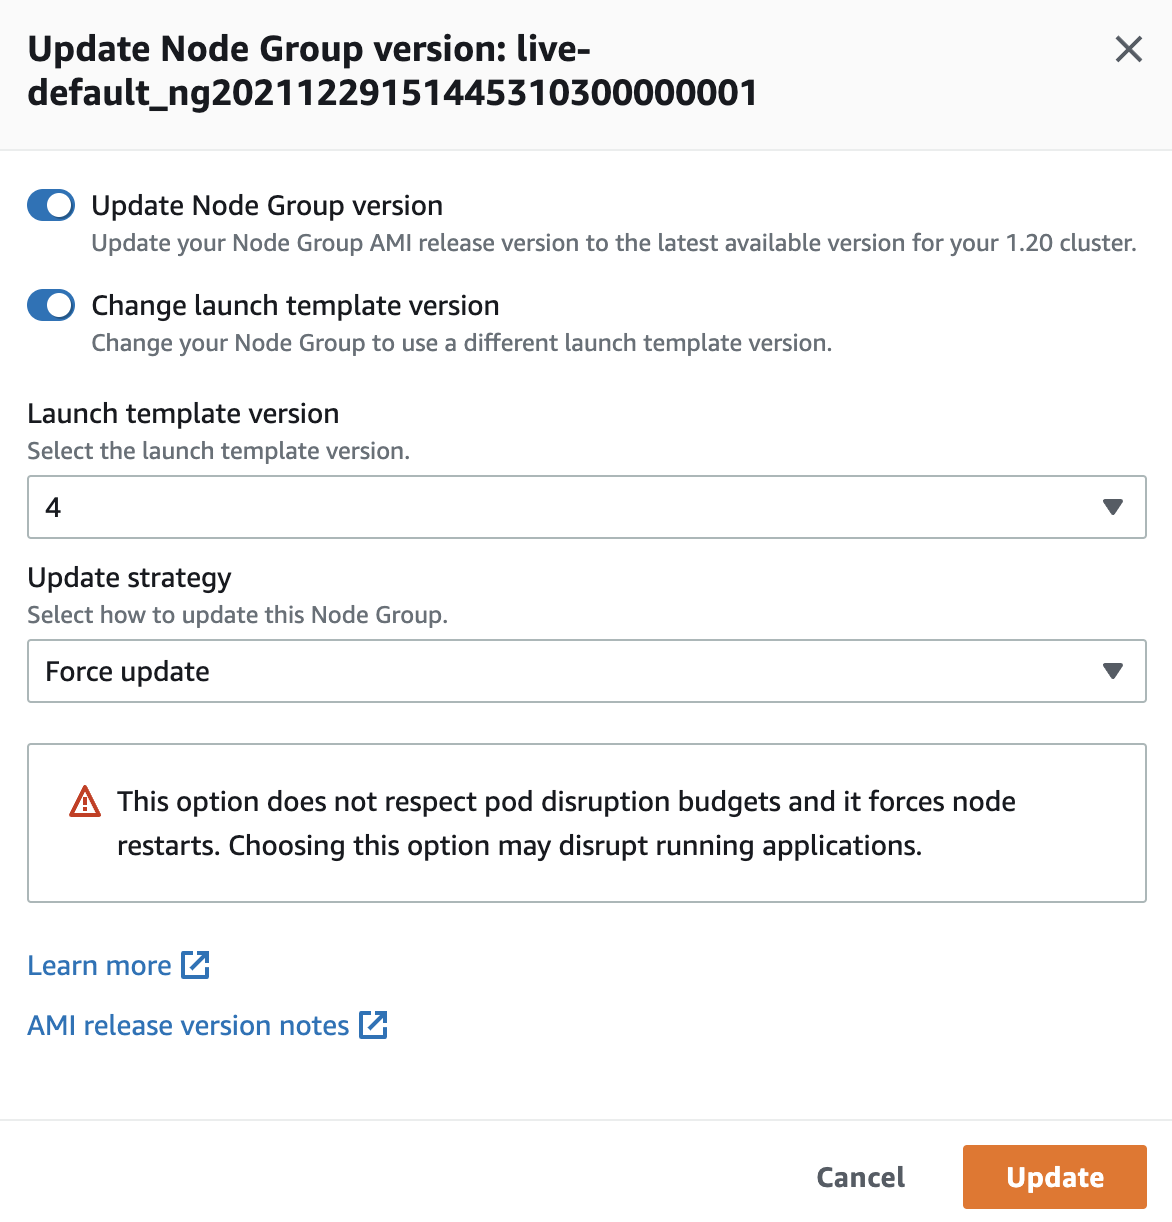 Update Node Group version: live-
default_ng20211229151445310300000001
Update Node Group version
Update your Node Group AMI release version to the latest available version for your 1.20 cluster.
Change launch template version
Change your Node Group to use a different launch template version.
Launch template version
Select the launch template version.
4
Update strategy
Select how to update this Node Group.
Force update
This option does not respect pod disruption budgets and it forces node
restarts. Choosing this option may disrupt running applications.
Learn more
AMI release version notes
Cancel
Update